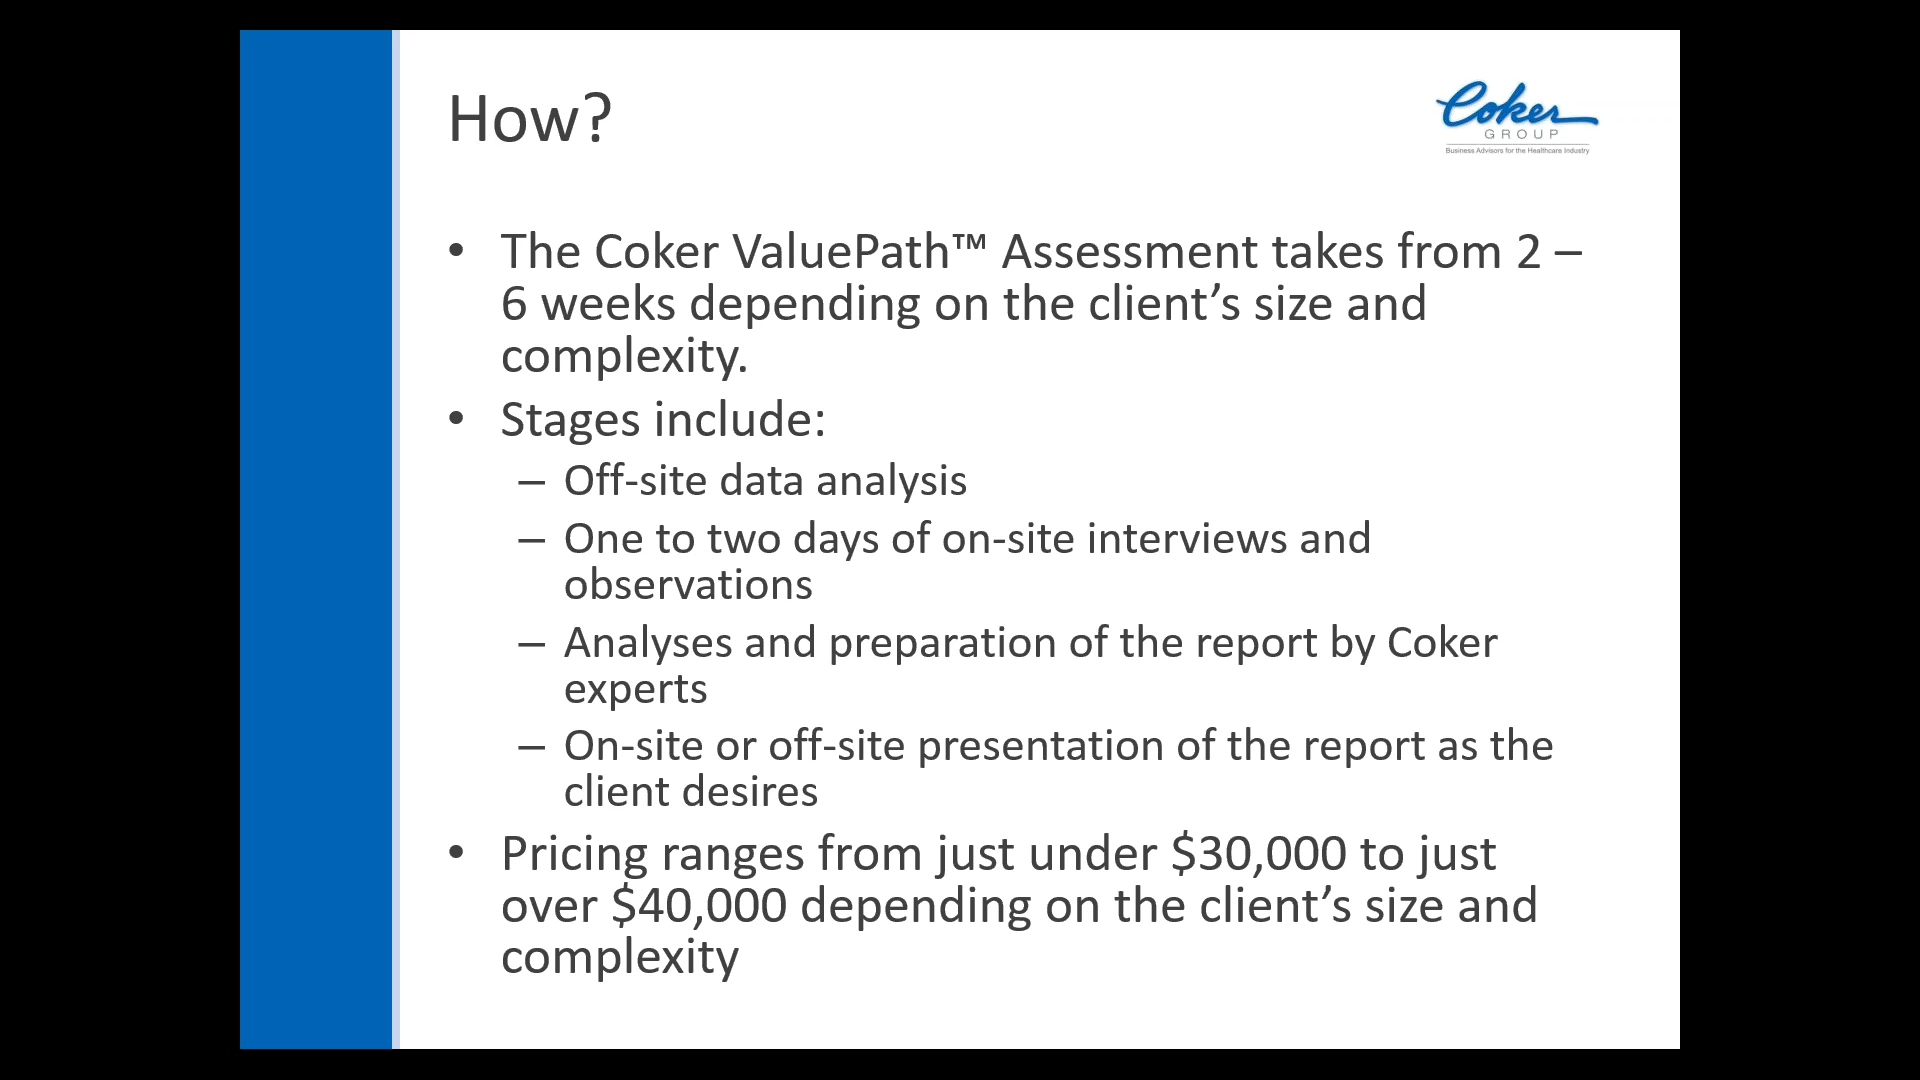 How?
Coker
GROUP
Business Advisors for the Healthcare Industry
• The Coker ValuePath™ Assessment takes from 2 –
6 weeks depending on the client’s size and
complexity.
• Stages include:
– Off-site data analysis
– One to two days of on-site interviews and
observations
– Analyses and preparation of the report by Coker
experts
– On-site or off-site presentation of the report as the
client desires
• Pricing ranges from just under $30,000 to just
over $40,000 depending on the client’s size and
complexity